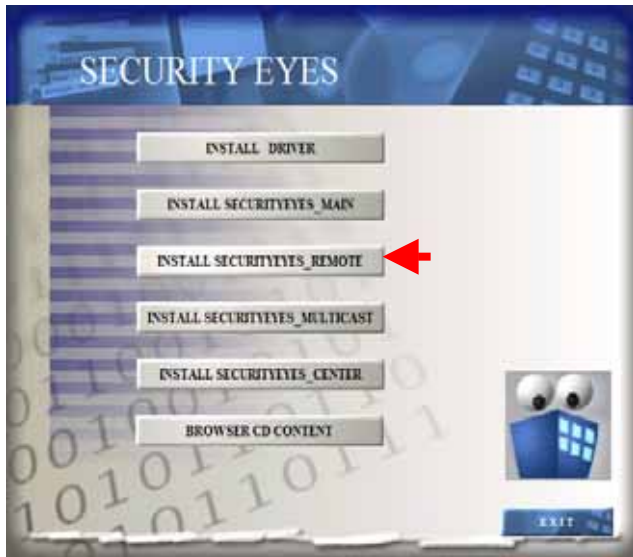 SECURITY EYES
INSTALL DRIVER
INSTALL SECURITYEYES_MAIN
INSTALL SECURITYEYES_REMOTE
INSTALL SECURITYEYES_MULTICAST
INSTALL SECURITYEYES_CENTER
BROWSER CD CONTENT
EXIT